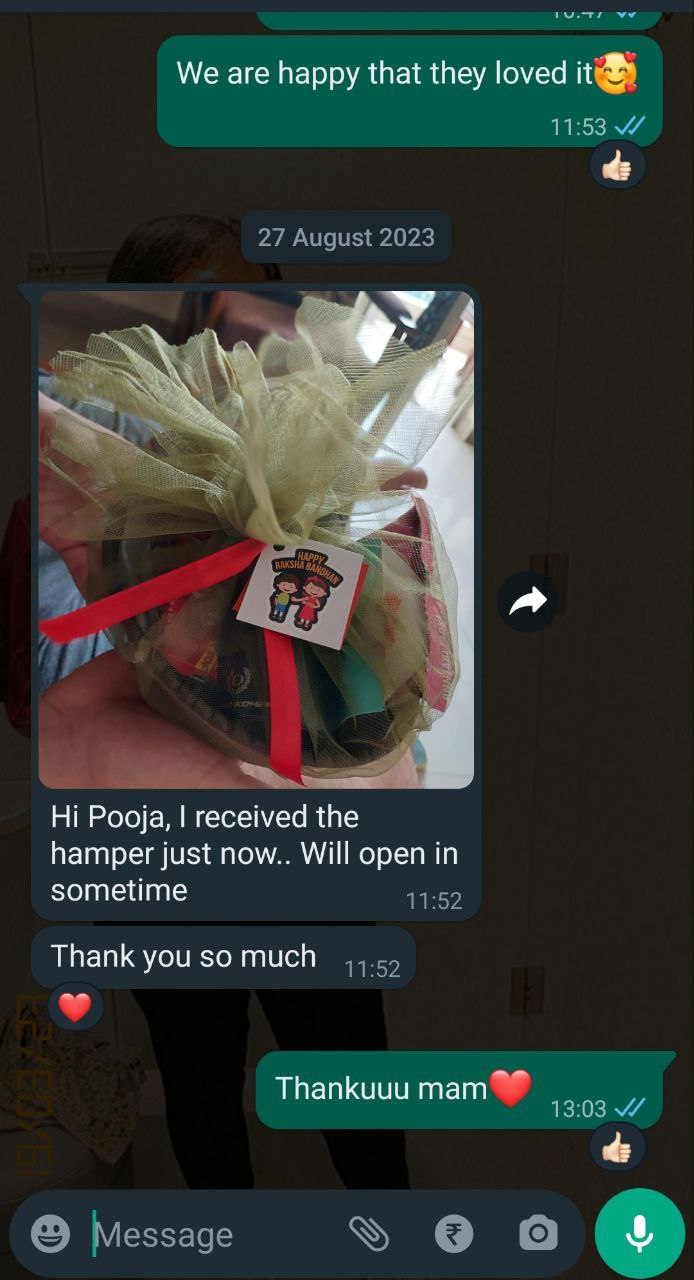 We are happy that they loved it🥰
11:53
27 August 2023
HAPPY
RAKSHA BANDHAN
Hi Pooja, I received the
hamper just now.. Will open in
sometime
11:52
Thank you so much
11:52
Thankuuu mam❤️
13:03
Message